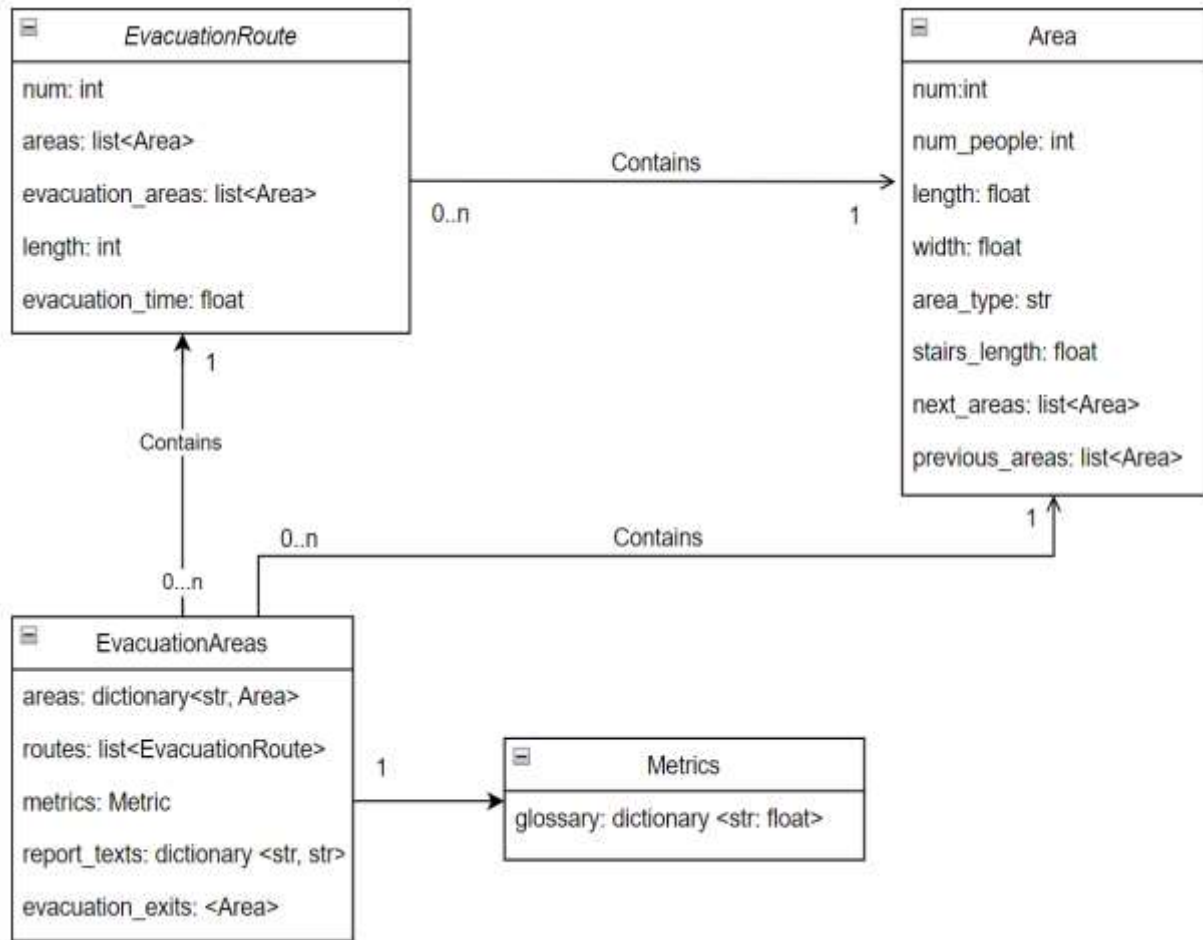 EvacuationRoute
num: int
areas: list<Area>
evacuation_areas: list<Area>
length: int
evacuation_time: float
Contains
0..n
1
Area
num:int
num_people: int
length: float
width: float
area_type: str
stairs_length: float
next_areas: list<Area>
previous_areas: list<Area>
1
Contains
0...n
0..n
Contains
1
EvacuationAreas
areas: dictionary<str, Area>
routes: list<EvacuationRoute>
metrics: Metric
report_texts: dictionary <str, str>
evacuation_exits: <Area>
1
Metrics
glossary: dictionary <str: float>